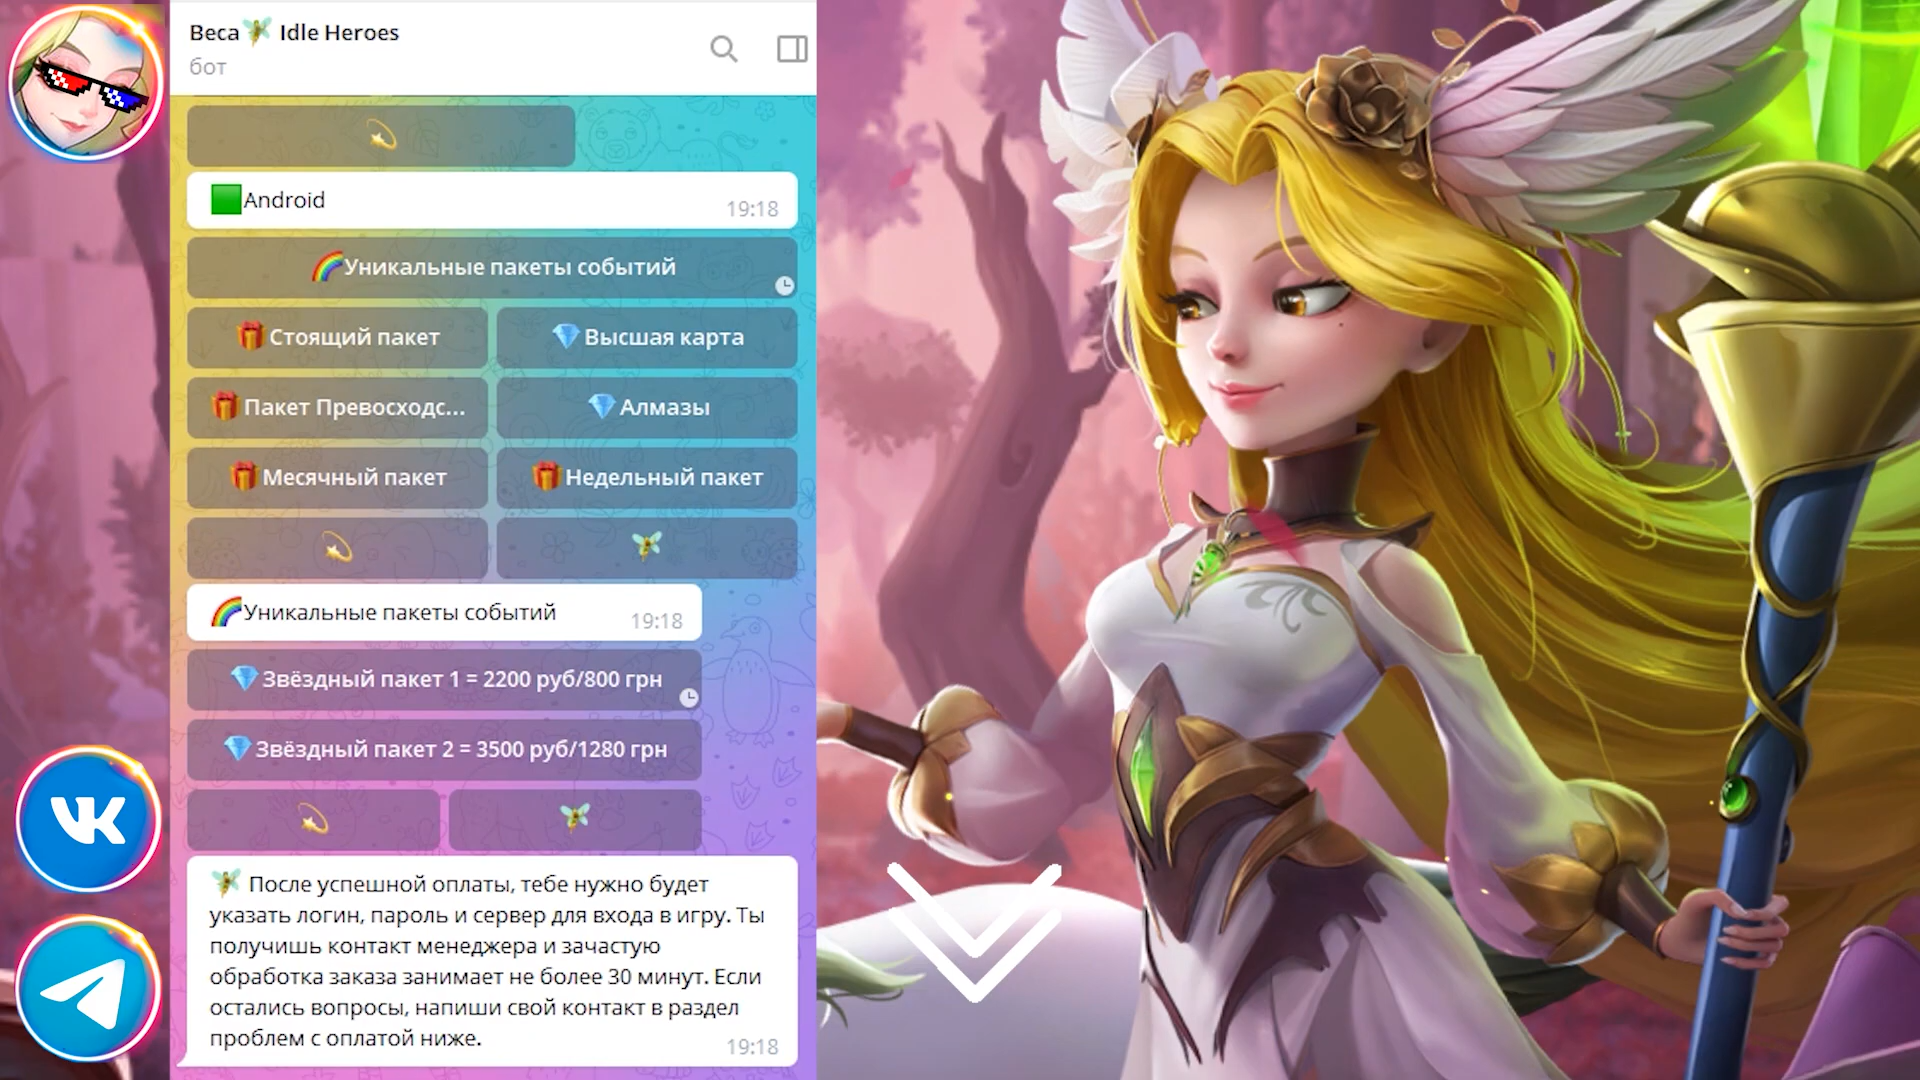 Веса🧚 Idle Heroes
бот
💫
🟩Android
19:18
🌈Уникальные пакеты событий
🎁Стоящий пакет
💎Высшая карта
🎁Пакет Превосходс...
💎Алмазы
🎁Месячный пакет
🎁Недельный пакет
🌈Уникальные пакеты событий
19:18
💎Звёздный пакет 1 = 2200 руб/800 грн
💎Звёздный пакет 2 = 3500 руб/1280 грн
После успешной оплаты, тебе нужно будет
указать логин, пароль и сервер для входа в игру. Ты
получишь контакт менеджера и зачастую
обработка заказа занимает не более 30 минут. Если
остались вопросы, напиши свой контакт в раздел
проблем с оплатой ниже.
19:18